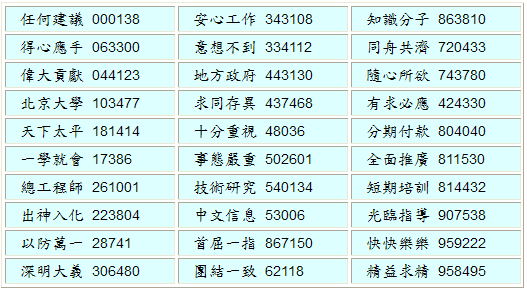 任何建議 000138 安心工作 343108 知識分子 863810
得心應手 063300 意想不到 334112 同舟共濟 720433
偉大貢獻 044123 地方政府 443130 隨心所欲 743780
北京大學 103477 求同存異 437468 有求必應 424330
天下太平 181414 十分重視 48036 分期付款 804040
一學就會 17386 事態嚴重 502601 全面推廣 811530
總工程師 261001 技術研究 540134 短期培訓 814432
出神入化 223804 中文信息 53006 光臨指導 907538
以防萬一 28741 首屈一指 867150 快快樂樂 959222
深明大義 306480 團結一致 62118 精益求精 958495